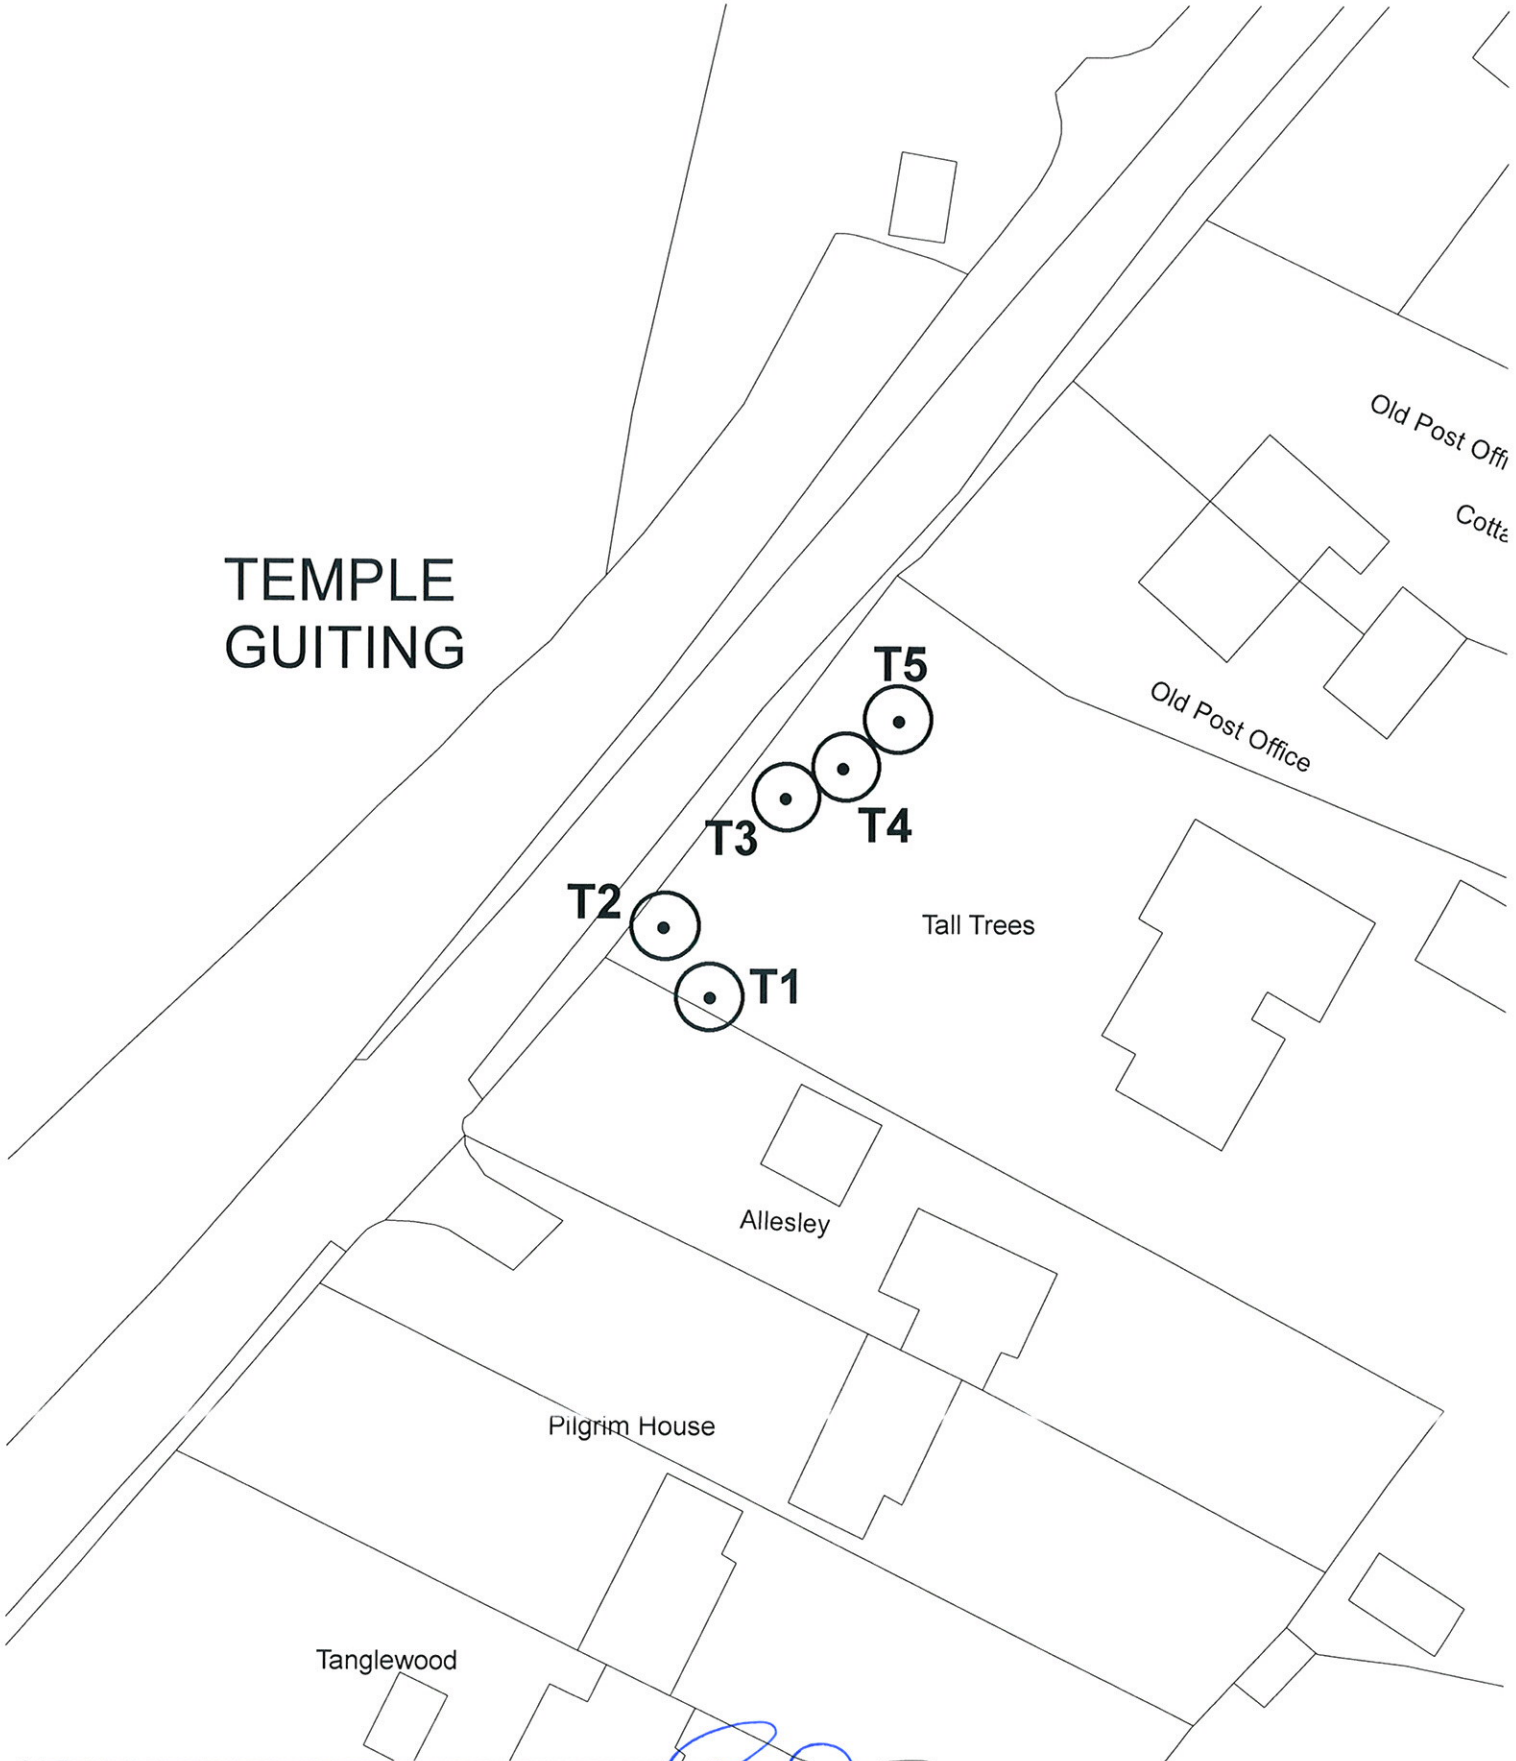 Old Post
Cotta
TEMPLE
GUITING
T5
Old Post Office
T4
T3
T2
Tall Trees
T1
Allesley
Pilgrim House
Tanglewood